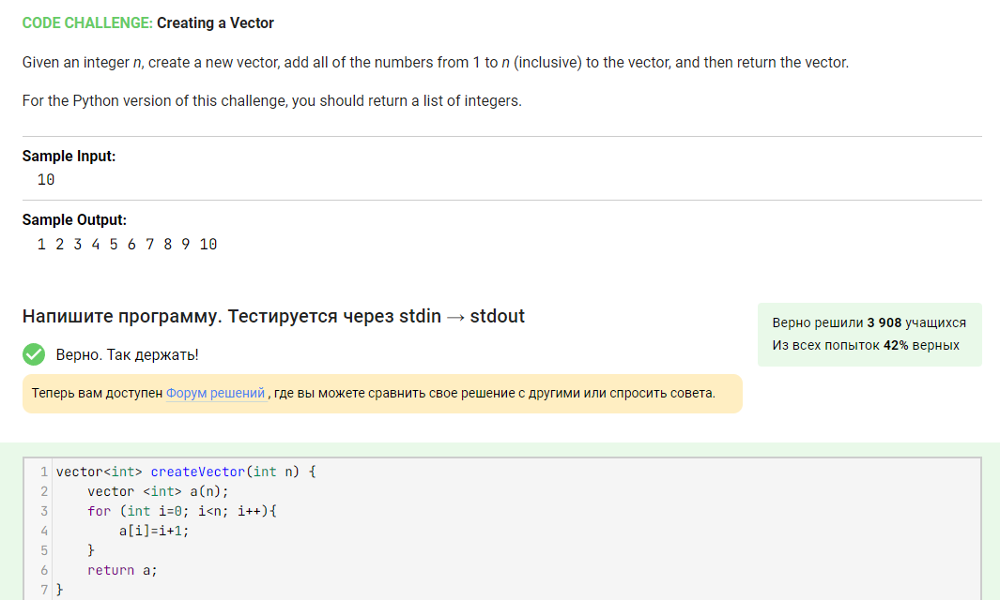 CODE CHALLENGE: Creating a Vector
Given an integer n, create a new vector, add all of the numbers from 1 to n (inclusive) to the vector, and then return the vector.
For the Python version of this challenge, you should return a list of integers.
Sample Input:
10
Sample Output:
1 2 3 4 5 6 7 8 9 10
Напишите программу. Тестируется через stdin → stdout
Верно решили 3 908 учащихся
Из всех попыток 42% верных
Верно. Так держать!
Теперь вам доступен Форум решений, где вы можете сравнить свое решение с другими или спросить совета.
1 vector<int> createVector(int n) {
2     vector <int> a(n);
3     for (int i=0; i<n; i++){
4         a[i]=i+1;
5     }
6     return a;
7 }